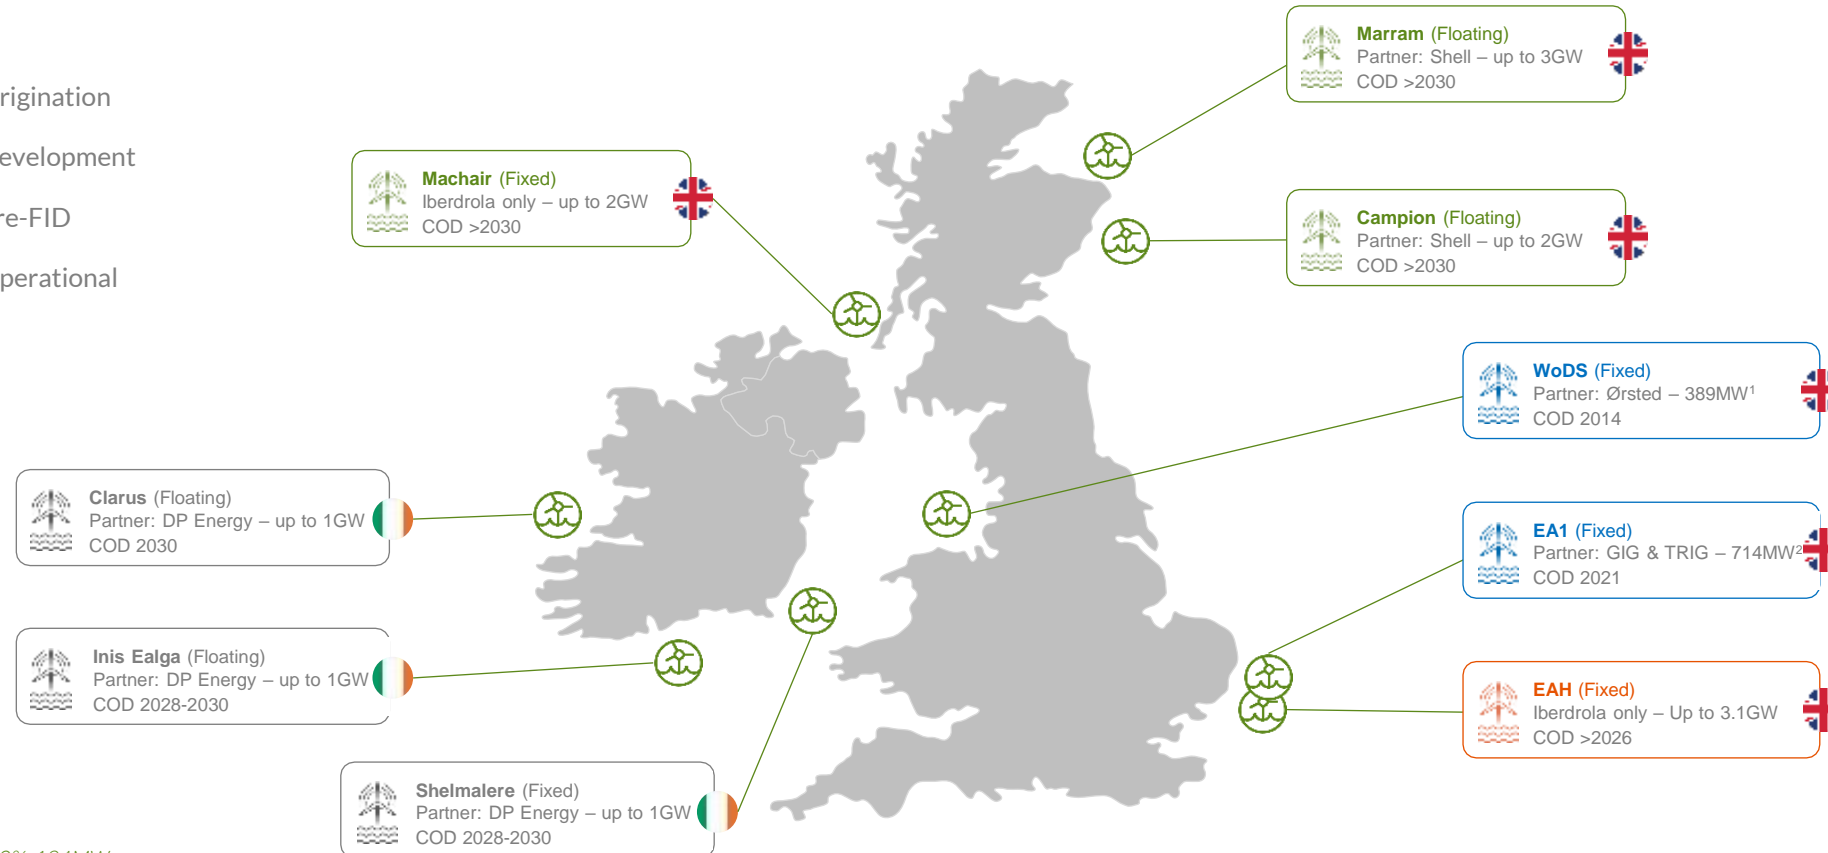 rigination
evelopment
re-FID
perational
Marram (Floating)
Partner: Shell – up to 3GW
COD >2030
Machair (Fixed)
Iberdrola only – up to 2GW
COD >2030
Campion (Floating)
Partner: Shell – up to 2GW
COD >2030
WoDS (Fixed)
Partner: Ørsted – 389MW¹
COD 2014
Clarus (Floating)
Partner: DP Energy – up to 1GW
COD 2030
EA1 (Fixed)
Partner: GIG & TRIG – 714MW²
COD 2021
Inis Ealga (Floating)
Partner: DP Energy – up to 1GW
COD 2028-2030
EAH (Fixed)
Iberdrola only – Up to 3.1GW
COD >2026
Shelmalere (Fixed)
Partner: DP Energy – up to 1GW
COD 2028-2030